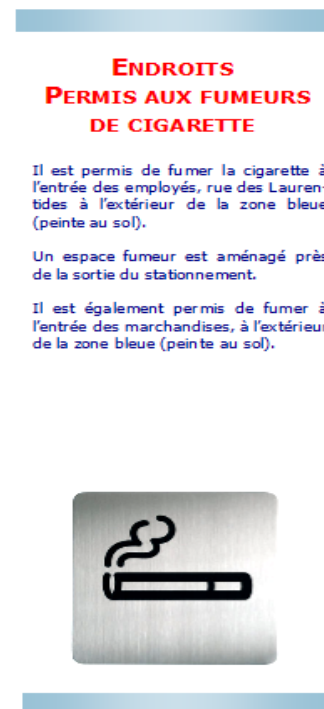 ENDROITS
PERMIS AUX FUMEURS
DE CIGARETTE
Il est permis de fumer la cigarette à
l'entrée des employés, rue des Lauren-
tides à l'extérieur de la zone bleue
(peinte au sol).
Un espace fumeur est aménagé près
de la sortie du stationnement.
Il est également permis de fumer à
l'entrée des marchandises, à l'extérieur
de la zone bleue (peinte au sol).